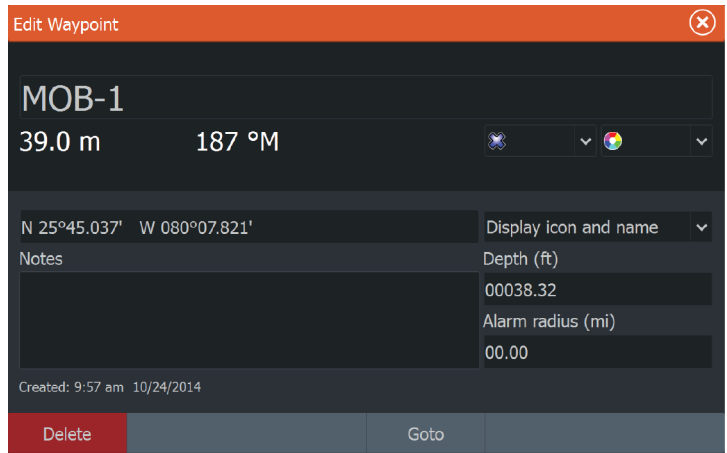 Edit Waypoint
MOB-1
39.0 m 187 °M
N 25°45.037' W 080°07.821' Display icon and name
Notes Depth (ft)
00038.32
Alarm radius (mi)
00.00
Created: 9:57 am 10/24/2014
Delete Goto